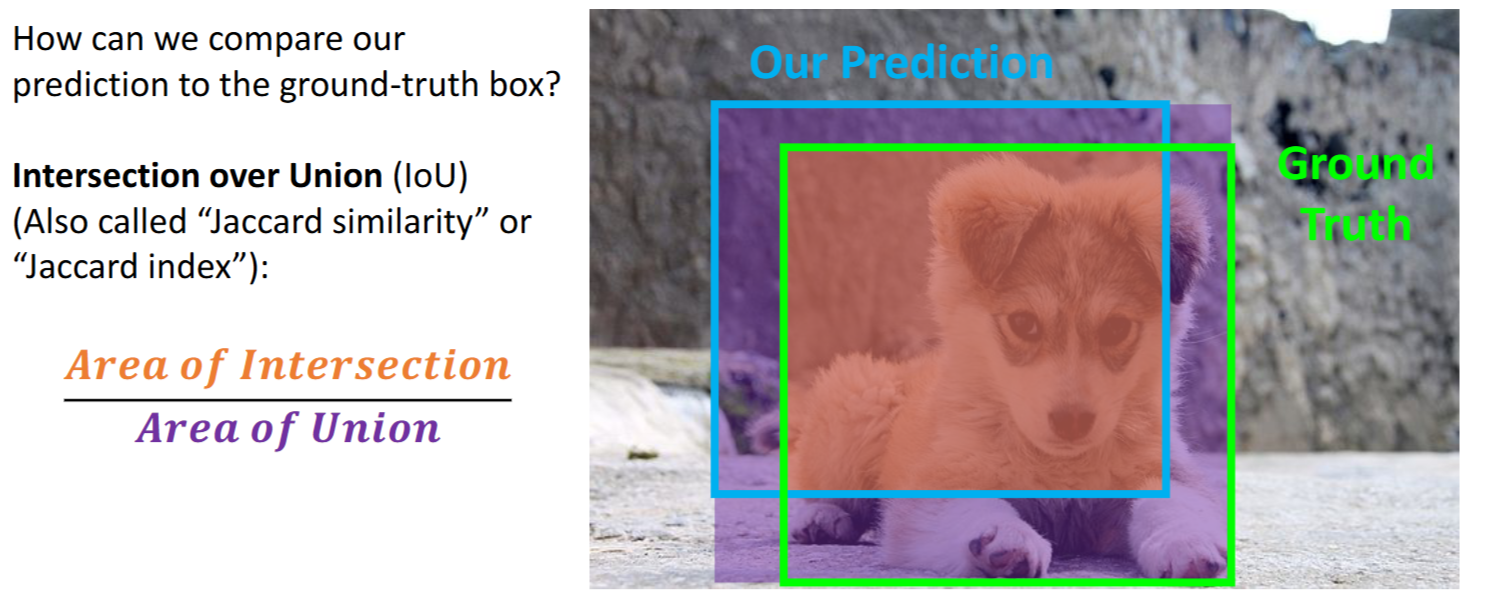 How can we compare our
prediction to the ground-truth box?
Intersection over Union (IoU)
(Also called “Jaccard similarity” or
“Jaccard index”):
Area of Intersection
Area of Union
Our Prediction
Ground
Truth